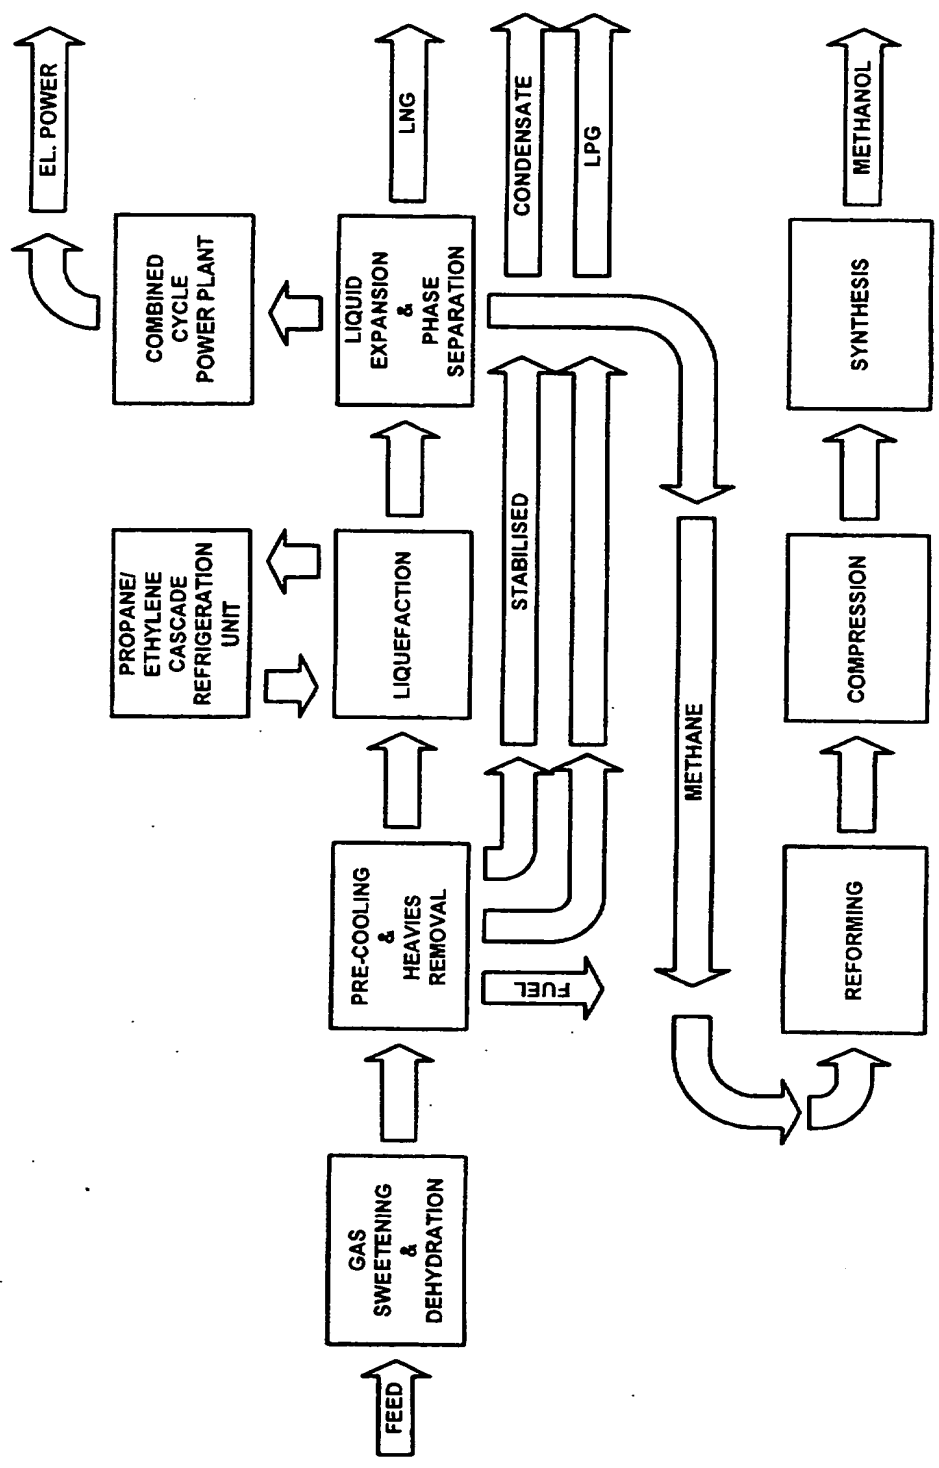 EL. POWER
COMBINED
CYCLE
POWER PLANT
PROPANE/
ETHYLENE
CASCADE
REFRIGERATION
UNIT
FEED
GAS
SWEETENING
&
DEHYDRATION
PRE-COOLING
&
HEAVIES
REMOVAL
LIQUEFACTION
LIQUID
EXPANSION
&
PHASE
SEPARATION
LNG
FUEL
STABILISED
CONDENSATE
LPG
METHANE
REFORMING
COMPRESSION
SYNTHESIS
METHANOL